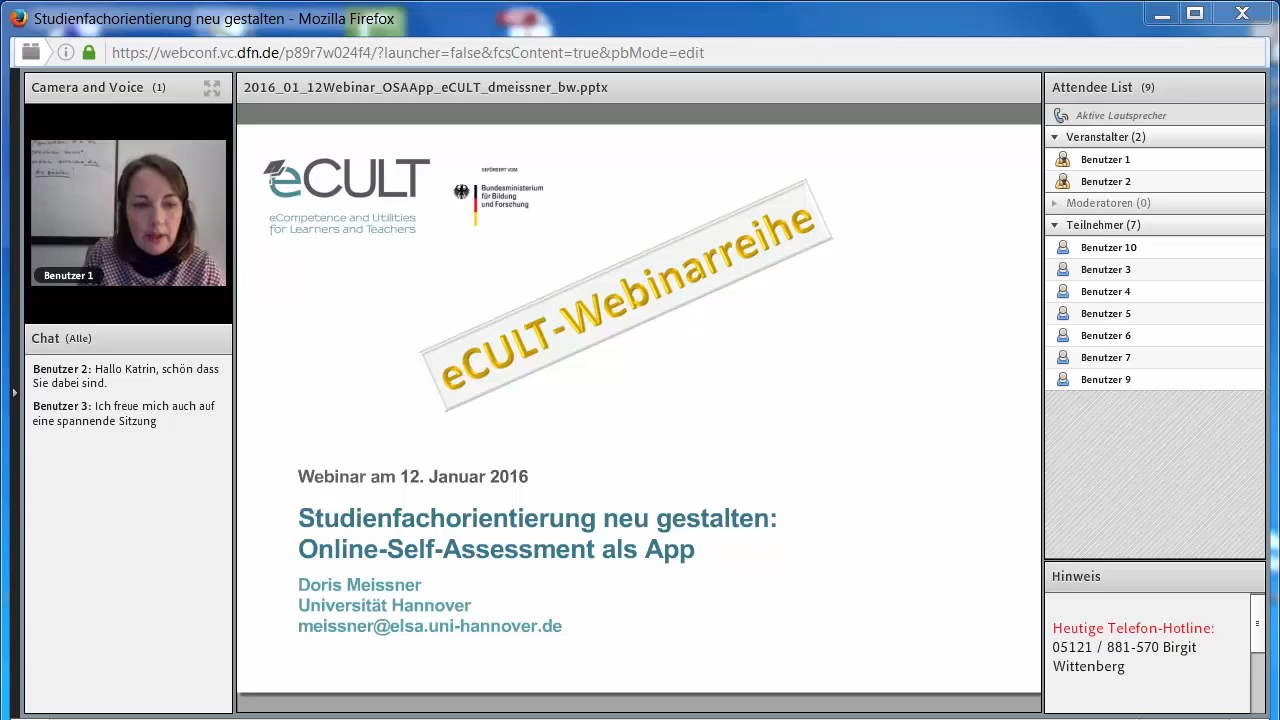 Studienfachorientierung neu gestalten - Mozilla Firefox
https://webconf.vc.dfn.de/p89r7w024f4/?launcher=false&fcsContent=true&pbMode=edit
Camera and Voice (1)
Benutzer 1
Chat (Alle)
Benutzer 2: Hallo Katrin, schön dass
Sie dabei sind.
Benutzer 3: Ich freue mich auch auf
eine spannende Sitzung
2016_01_12Webinar_OSAApp_eCULT_dmeissner_bw.pptx
eCULT
eCompetence and Utilities
for Learners and Teachers
GEFÖRDERT VOM
Bundesministerium
für Bildung
und Forschung
eCULT-Webinarreihe
Webinar am 12. Januar 2016
Studienfachorientierung neu gestalten:
Online-Self-Assessment als App
Doris Meissner
Universität Hannover
meissner@elsa.uni-hannover.de
Attendee List (9)
Aktive Lautsprecher
Veranstalter (2)
Benutzer 1
Benutzer 2
Moderatoren (0)
Teilnehmer (7)
Benutzer 10
Benutzer 3
Benutzer 4
Benutzer 5
Benutzer 6
Benutzer 7
Benutzer 9
Hinweis
Heutige Telefon-Hotline:
05121 / 881-570 Birgit
Wittenberg